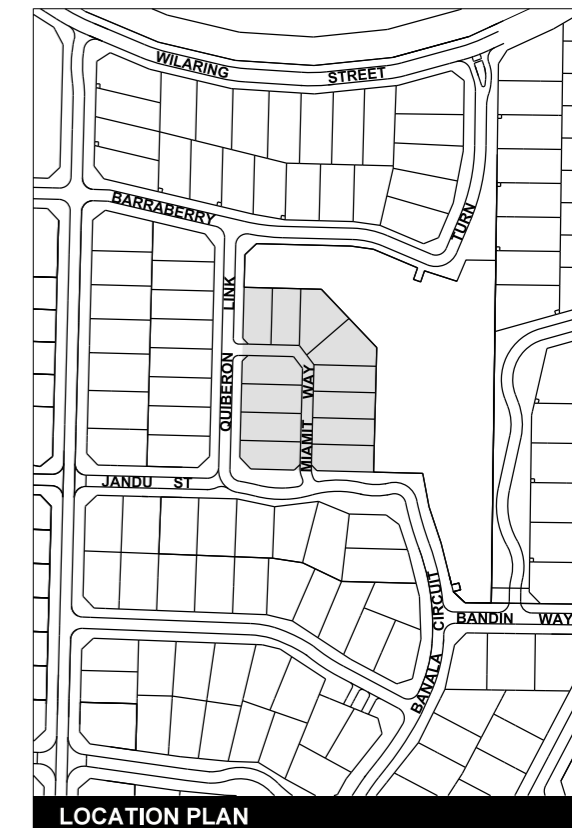 WILARING STREET
BARRABERRY
TURN
LINK
QUIBERON
MIAMIT WAY
JANDU ST
CIRCUIT
BANDIN WAY
BANALA
LOCATION PLAN